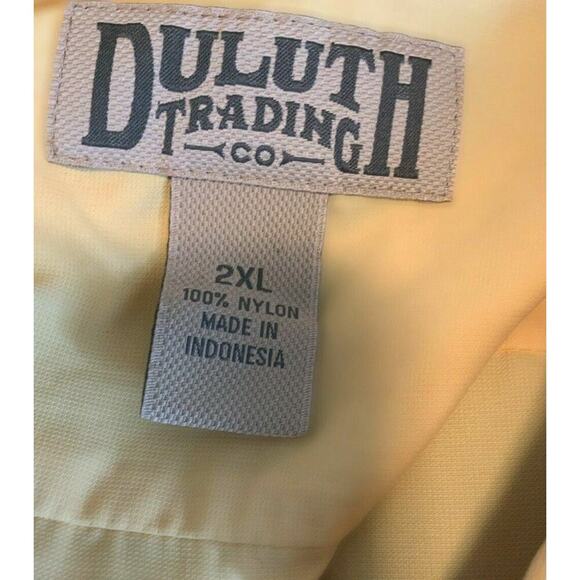 DULUTH
TRADING
CO
2XL
100% NYLON
MADE IN
INDONESIA